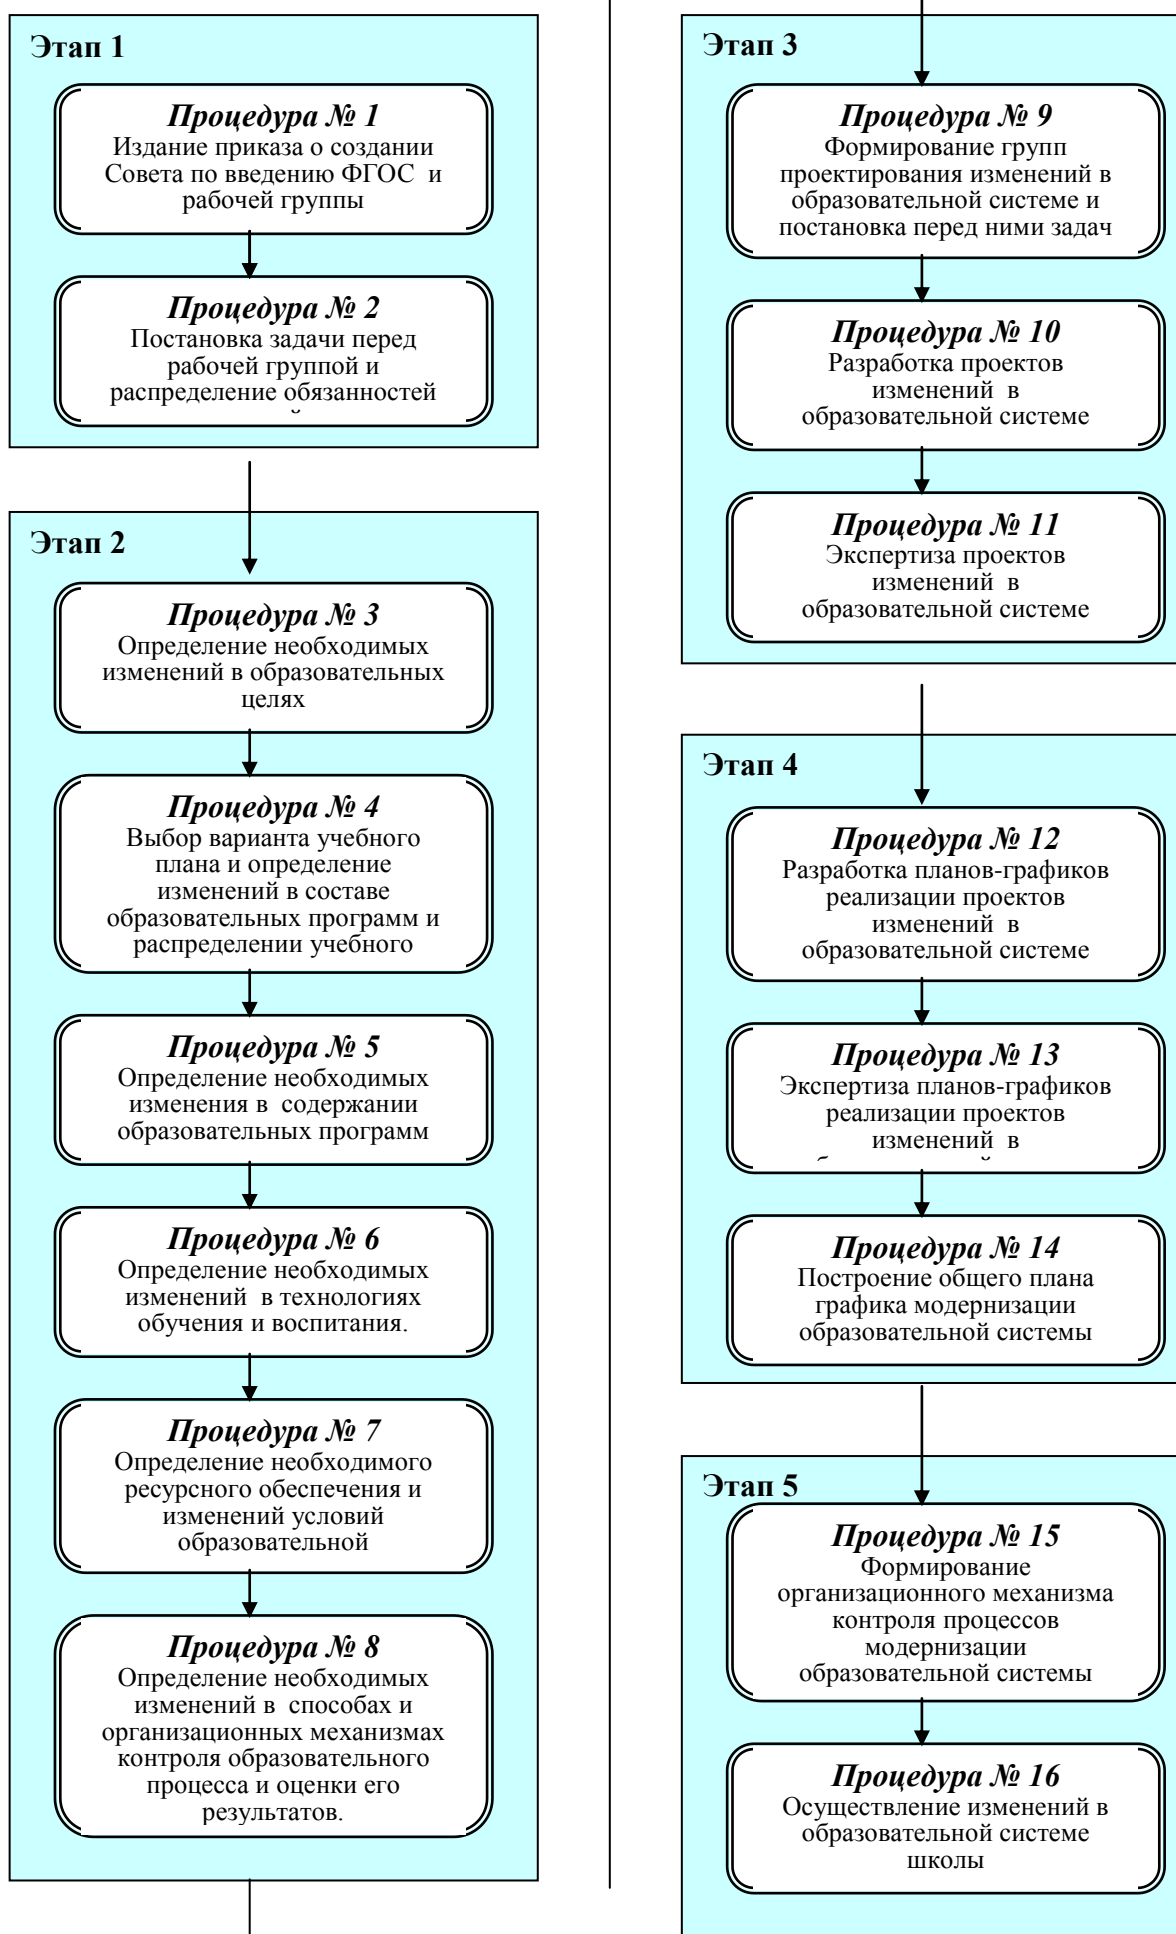 Этап 1
Процедура № 1
Издание приказа о создании
Совета по введению ФГОС и
рабочей группы
Процедура № 2
Постановка задачи перед
рабочей группой и
распределение обязанностей
Этап 2
Процедура № 3
Определение необходимых
изменений в образовательных
целях
Процедура № 4
Выбор варианта учебного
плана и определение
изменений в составе
образовательных программ и
распределении учебного
Процедура № 5
Определение необходимых
изменения в содержании
образовательных программ
Процедура № 6
Определение необходимых
изменений в технологиях
обучения и воспитания.
Процедура № 7
Определение необходимого
ресурсного обеспечения и
изменений условий
образовательной
Процедура № 8
Определение необходимых
изменений в способах и
организационных механизмах
контроля образовательного
процесса и оценки его
результатов.
Этап 3
Процедура № 9
Формирование групп
проектирования изменений в
образовательной системе и
постановка перед ними задач
Процедура № 10
Разработка проектов
изменений в
образовательной системе
Процедура № 11
Экспертиза проектов
изменений в
образовательной системе
Этап 4
Процедура № 12
Разработка планов-графиков
реализации проектов
изменений в
образовательной системе
Процедура № 13
Экспертиза планов-графиков
реализации проектов
изменений в
Процедура № 14
Построение общего плана
графика модернизации
образовательной системы
Этап 5
Процедура № 15
Формирование
организационного механизма
контроля процессов
модернизации
образовательной системы
Процедура № 16
Осуществление изменений в
образовательной системе
школы